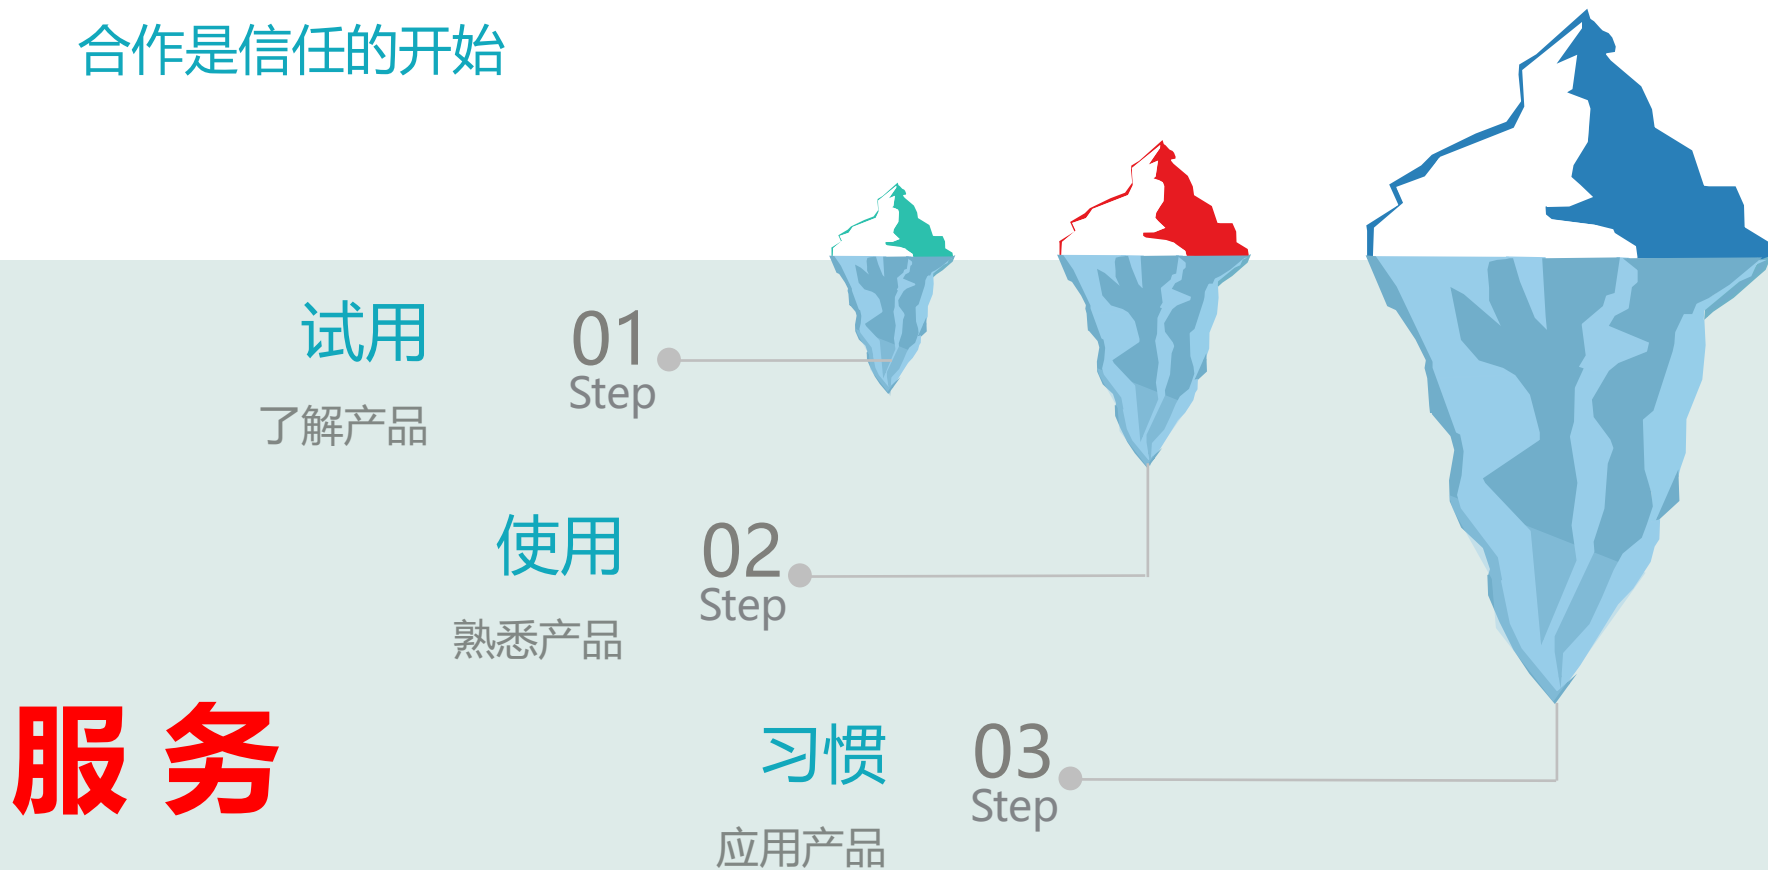 合作是信任的开始
试用
01
Step
了解产品
使用
02
Step
熟悉产品
服务
习惯
03
Step
应用产品